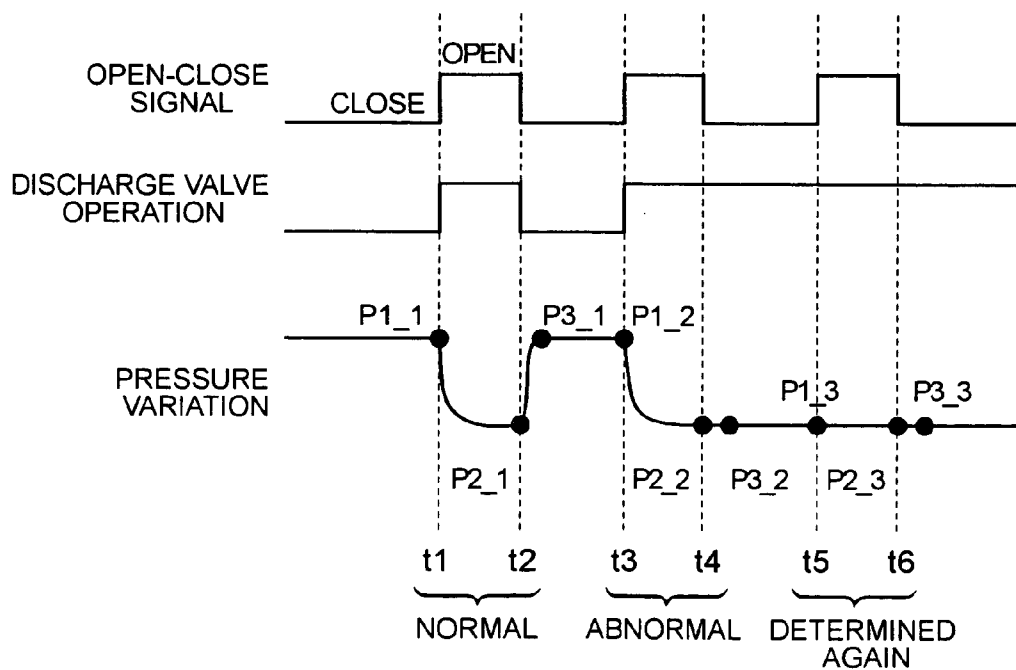 OPEN
OPEN-CLOSE
SIGNAL
CLOSE
DISCHARGE VALVE
OPERATION
P1_1
P3_1
P1_2
PRESSURE
VARIATION
P1_3
P3_3
P2_1
P2_2
P3_2
P2_3
t1
t2
t3
t4
t5
t6
NORMAL
ABNORMAL
DETERMINED
AGAIN